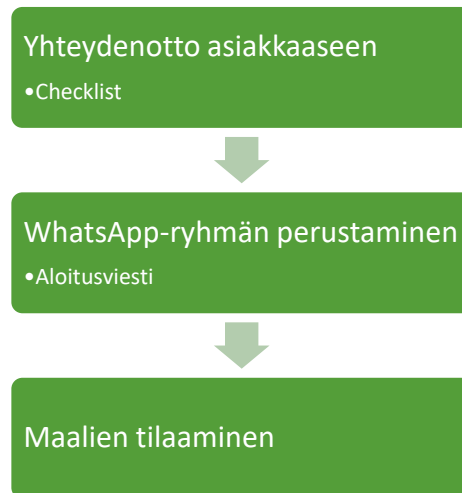 Yhteydenotto asiakkaaseen
•Checklist
WhatsApp-ryhmän perustaminen
•Aloitusviesti
Maalien tilaaminen